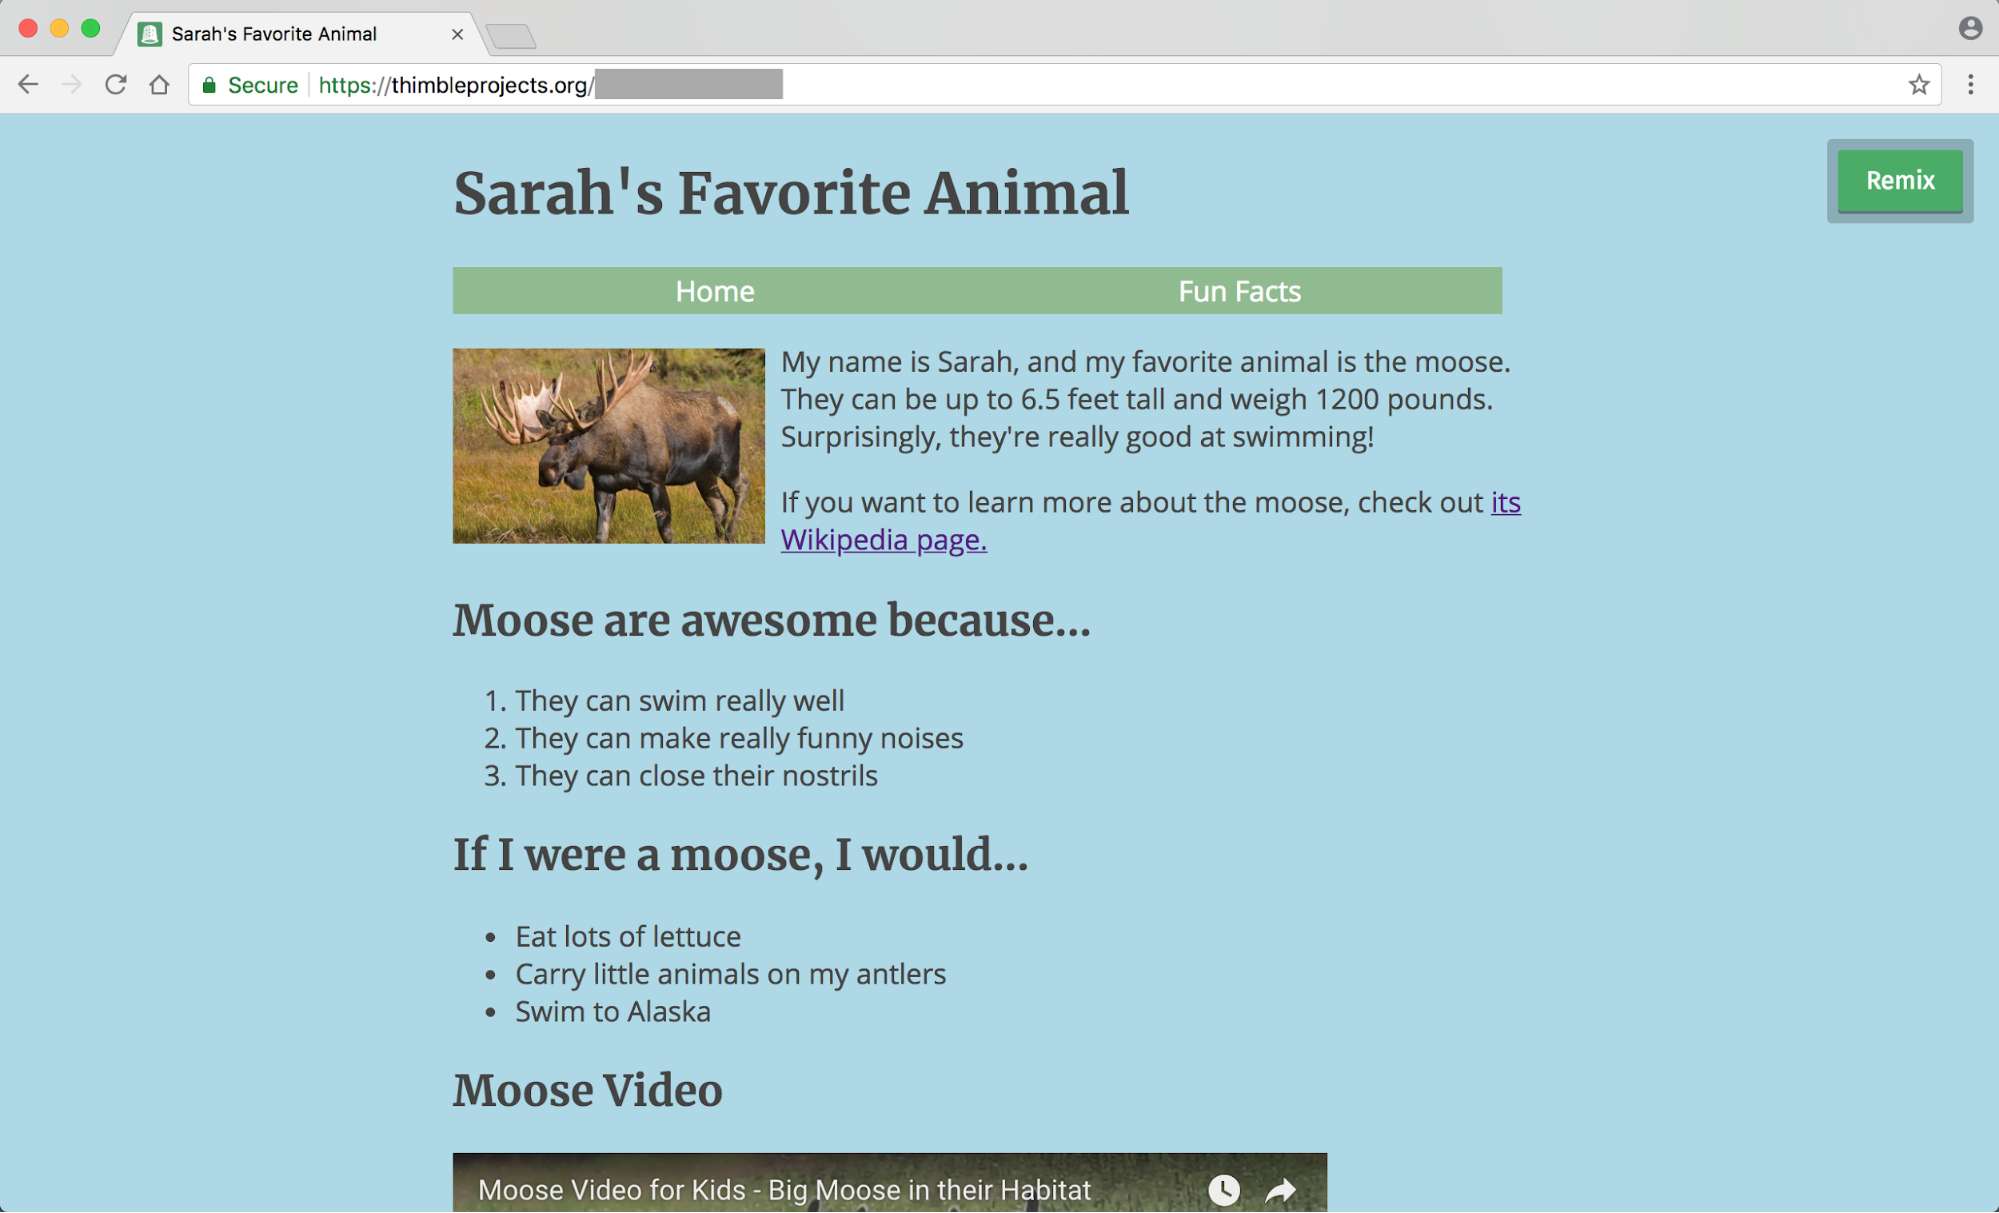 Sarah's Favorite Animal
Secure https://thimbleprojects.org/
Sarah's Favorite Animal
Remix
Home Fun Facts
My name is Sarah, and my favorite animal is the moose.
They can be up to 6.5 feet tall and weigh 1200 pounds.
Surprisingly, they're really good at swimming!
If you want to learn more about the moose, check out its
Wikipedia page.
Moose are awesome because...
1. They can swim really well
2. They can make really funny noises
3. They can close their nostrils
If I were a moose, I would...
• Eat lots of lettuce
• Carry little animals on my antlers
• Swim to Alaska
Moose Video
Moose Video for Kids - Big Moose in their Habitat